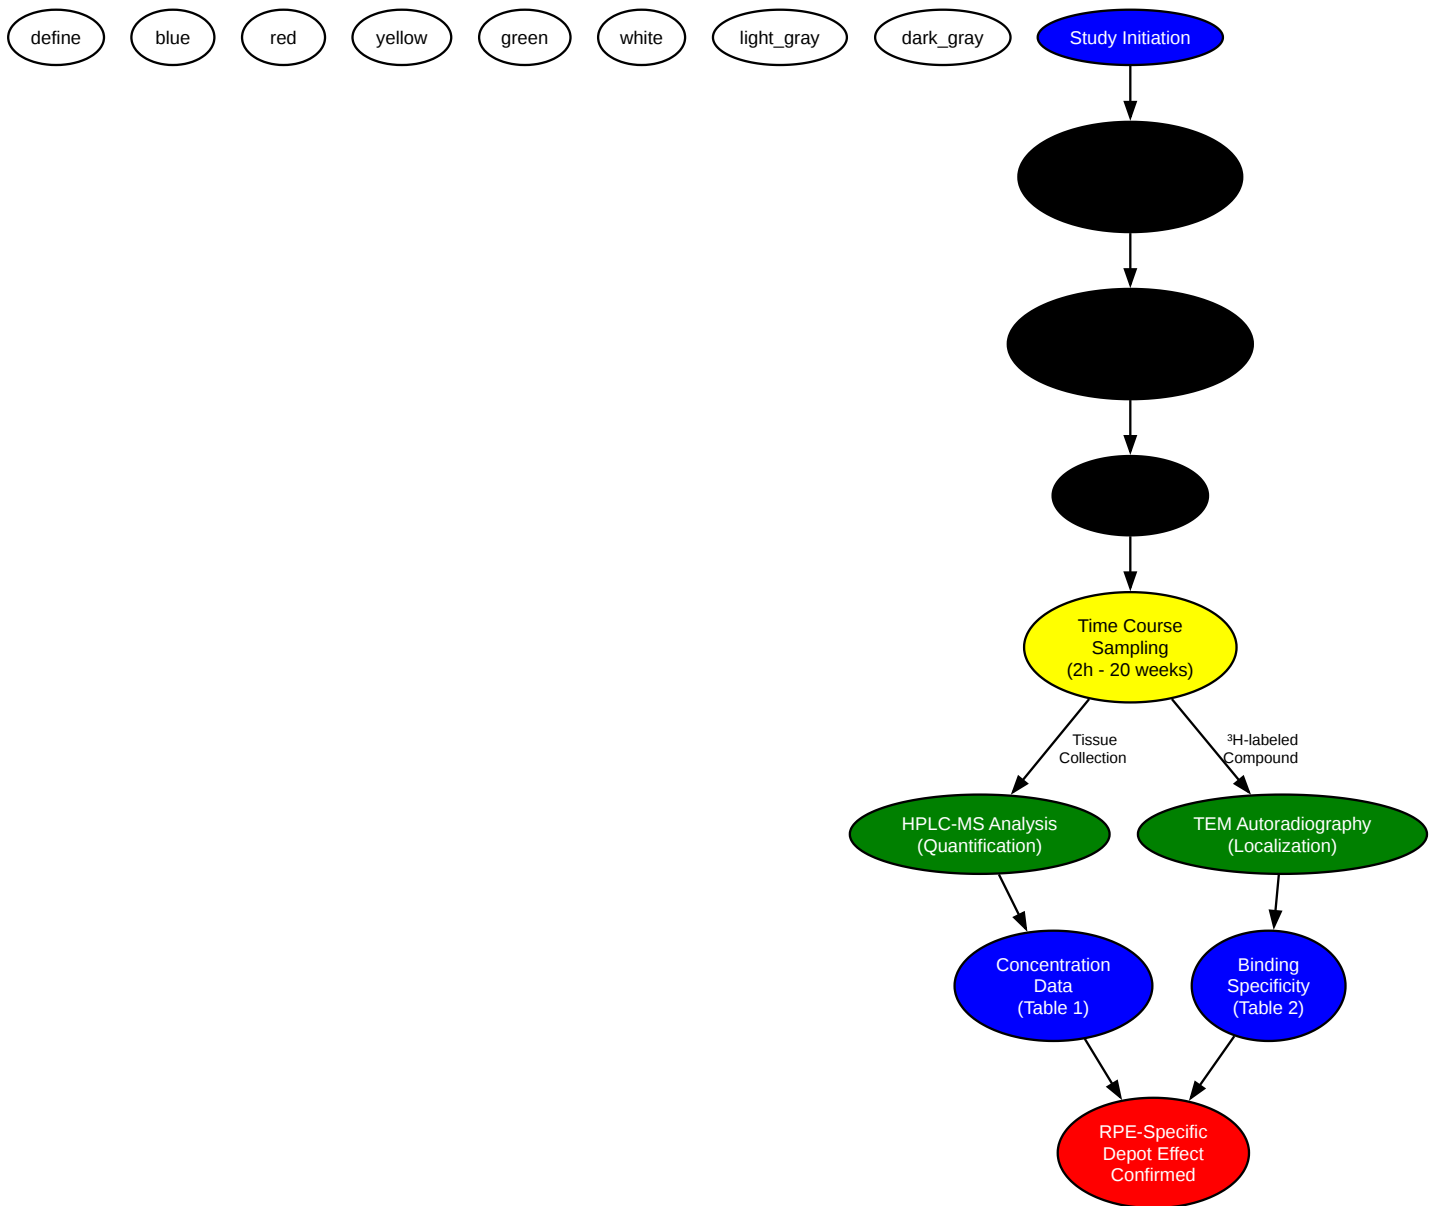 define
blue
red
yellow
green
white
light_gray
dark_gray
Study Initiation
Time Course
Sampling
(2h - 20 weeks)
Tissue
Collection
³H-labeled
Compound
HPLC-MS Analysis
(Quantification)
TEM Autoradiography
(Localization)
Concentration
Data
(Table 1)
Binding
Specificity
(Table 2)
RPE-Specific
Depot Effect
Confirmed